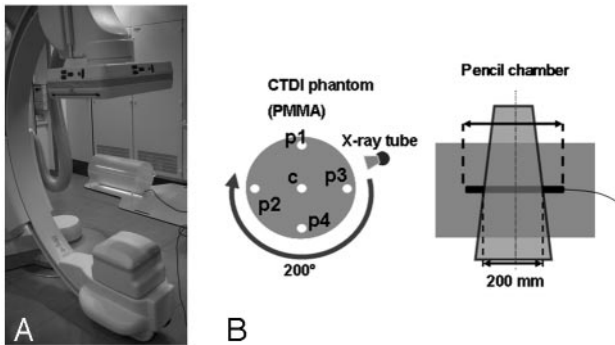 A
B
CTDI phantom
(PMMA)
X-ray tube
p1
c
p3
p2
p4
200°
Pencil chamber
200 mm